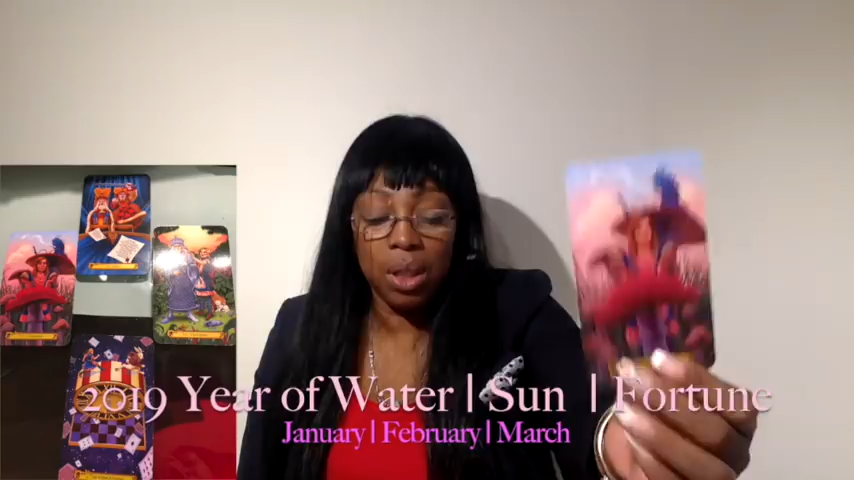 2019 Year of Water | Sun | Fortune
January | February | March